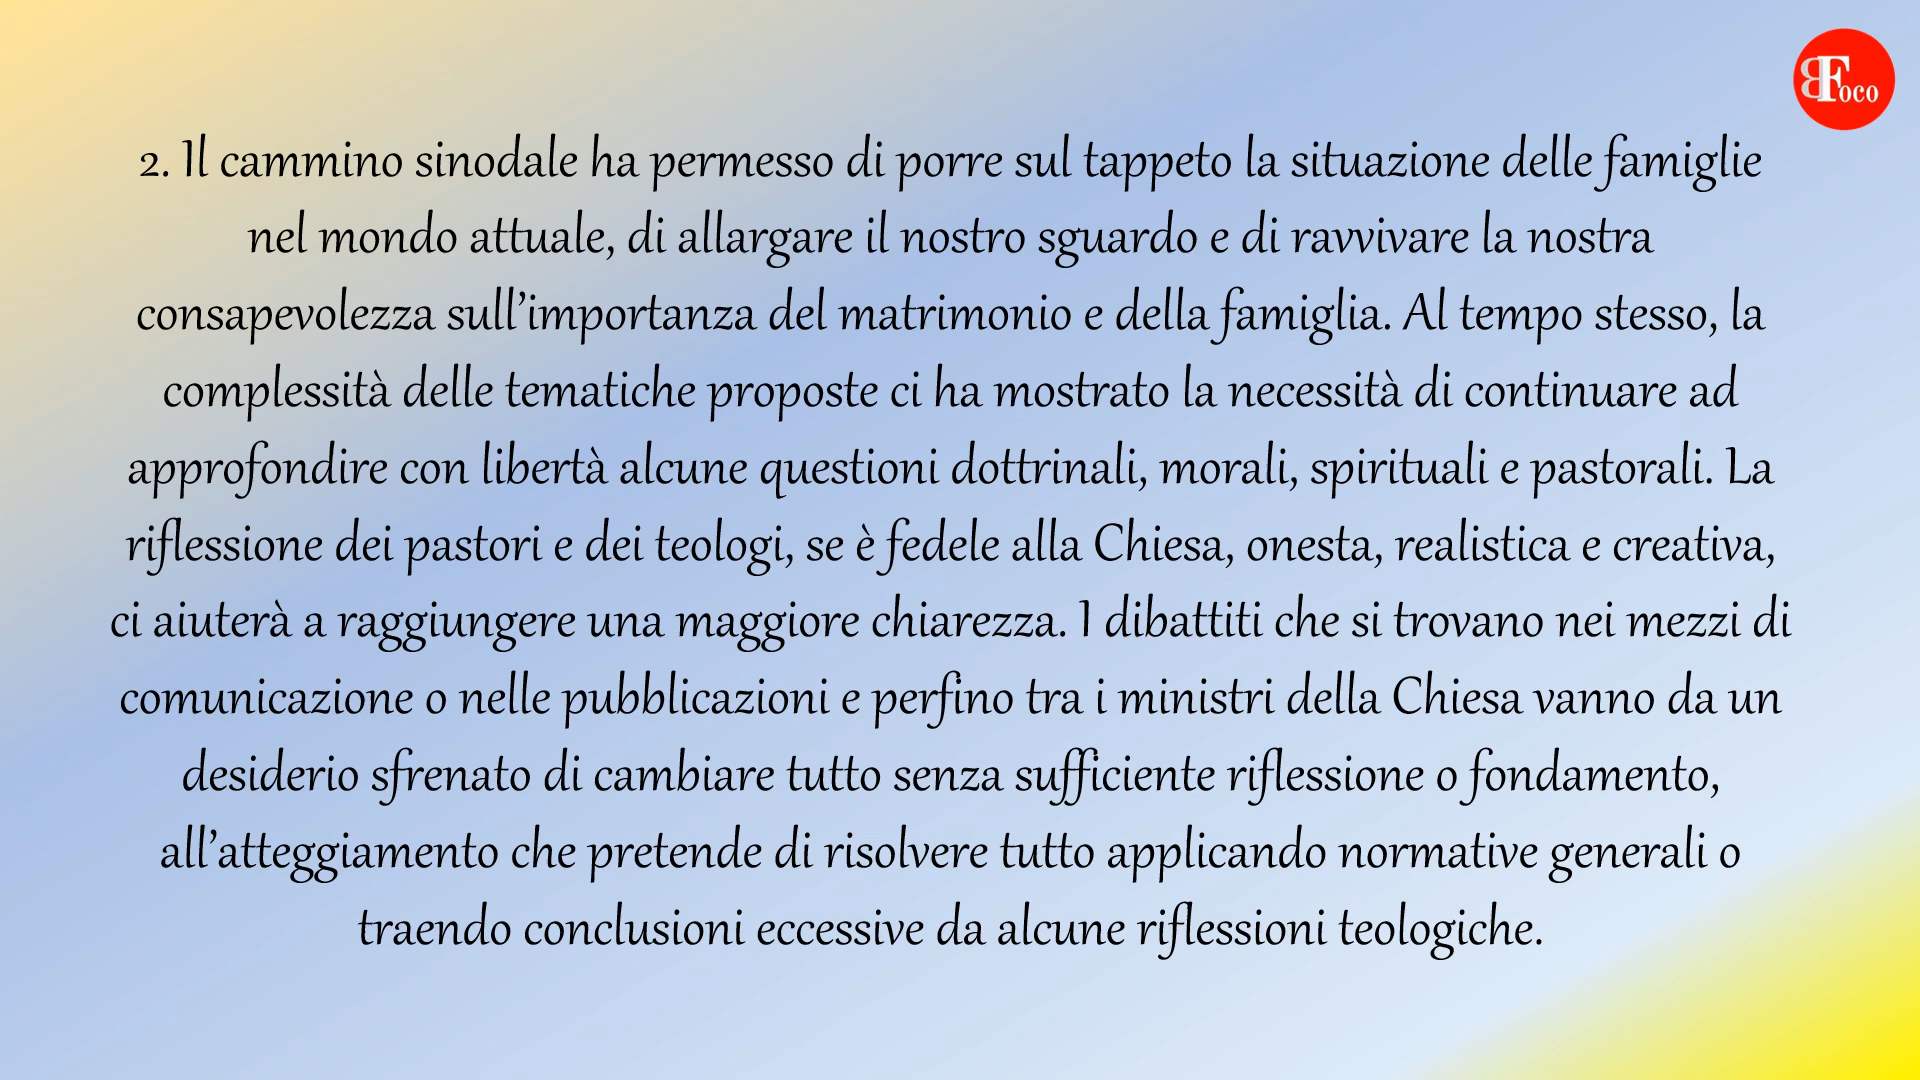 BFoco
2. Il cammino sinodale ha permesso di porre sul tappeto la situazione delle famiglie
nel mondo attuale, di allargare il nostro sguardo e di ravvivare la nostra
consapevolezza sull’importanza del matrimonio e della famiglia. Al tempo stesso, la
complessità delle tematiche proposte ci ha mostrato la necessità di continuare ad
approfondire con libertà alcune questioni dottrinali, morali, spirituali e pastorali. La
riflessione dei pastori e dei teologi, se è fedele alla Chiesa, onesta, realistica e creativa,
ci aiuterà a raggiungere una maggiore chiarezza. I dibattiti che si trovano nei mezzi di
comunicazione o nelle pubblicazioni e perfino tra i ministri della Chiesa vanno da un
desiderio sfrenato di cambiare tutto senza sufficiente riflessione o fondamento,
all’atteggiamento che pretende di risolvere tutto applicando normative generali o
traendo conclusioni eccessive da alcune riflessioni teologiche.